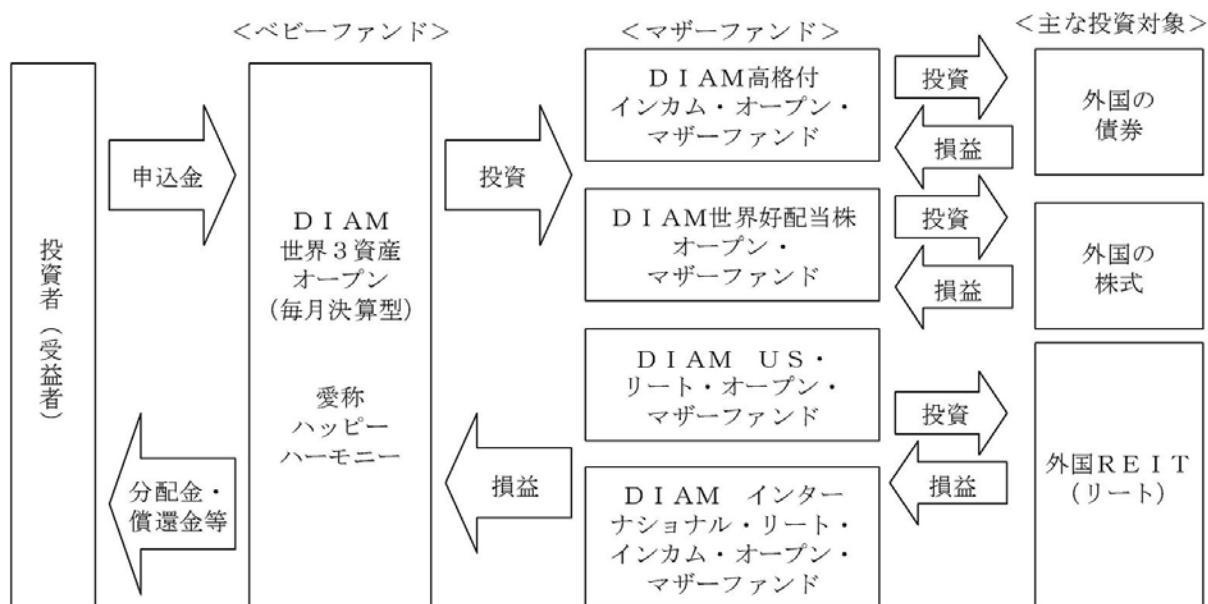 ＜ベビーファンド＞
＜マザーファンド＞
＜主な投資対象＞
投資者（受益者）
申込金
分配金・
償還金等
ＤＩＡＭ
世界３資産
オープン
（毎月決算型）
愛称
ハッピー
ハーモニー
投資
損益
ＤＩＡＭ高格付
インカム・オープン・
マザーファンド
投資
損益
外国の
債券
ＤＩＡＭ世界好配当株
オープン・
マザーファンド
投資
損益
外国の
株式
ＤＩＡＭ　ＵＳ・
リート・オープン・
マザーファンド
投資
損益
ＤＩＡＭ　インター
ナショナル・リート・
インカム・オープン・
マザーファンド
外国ＲＥＩＴ
（リート）